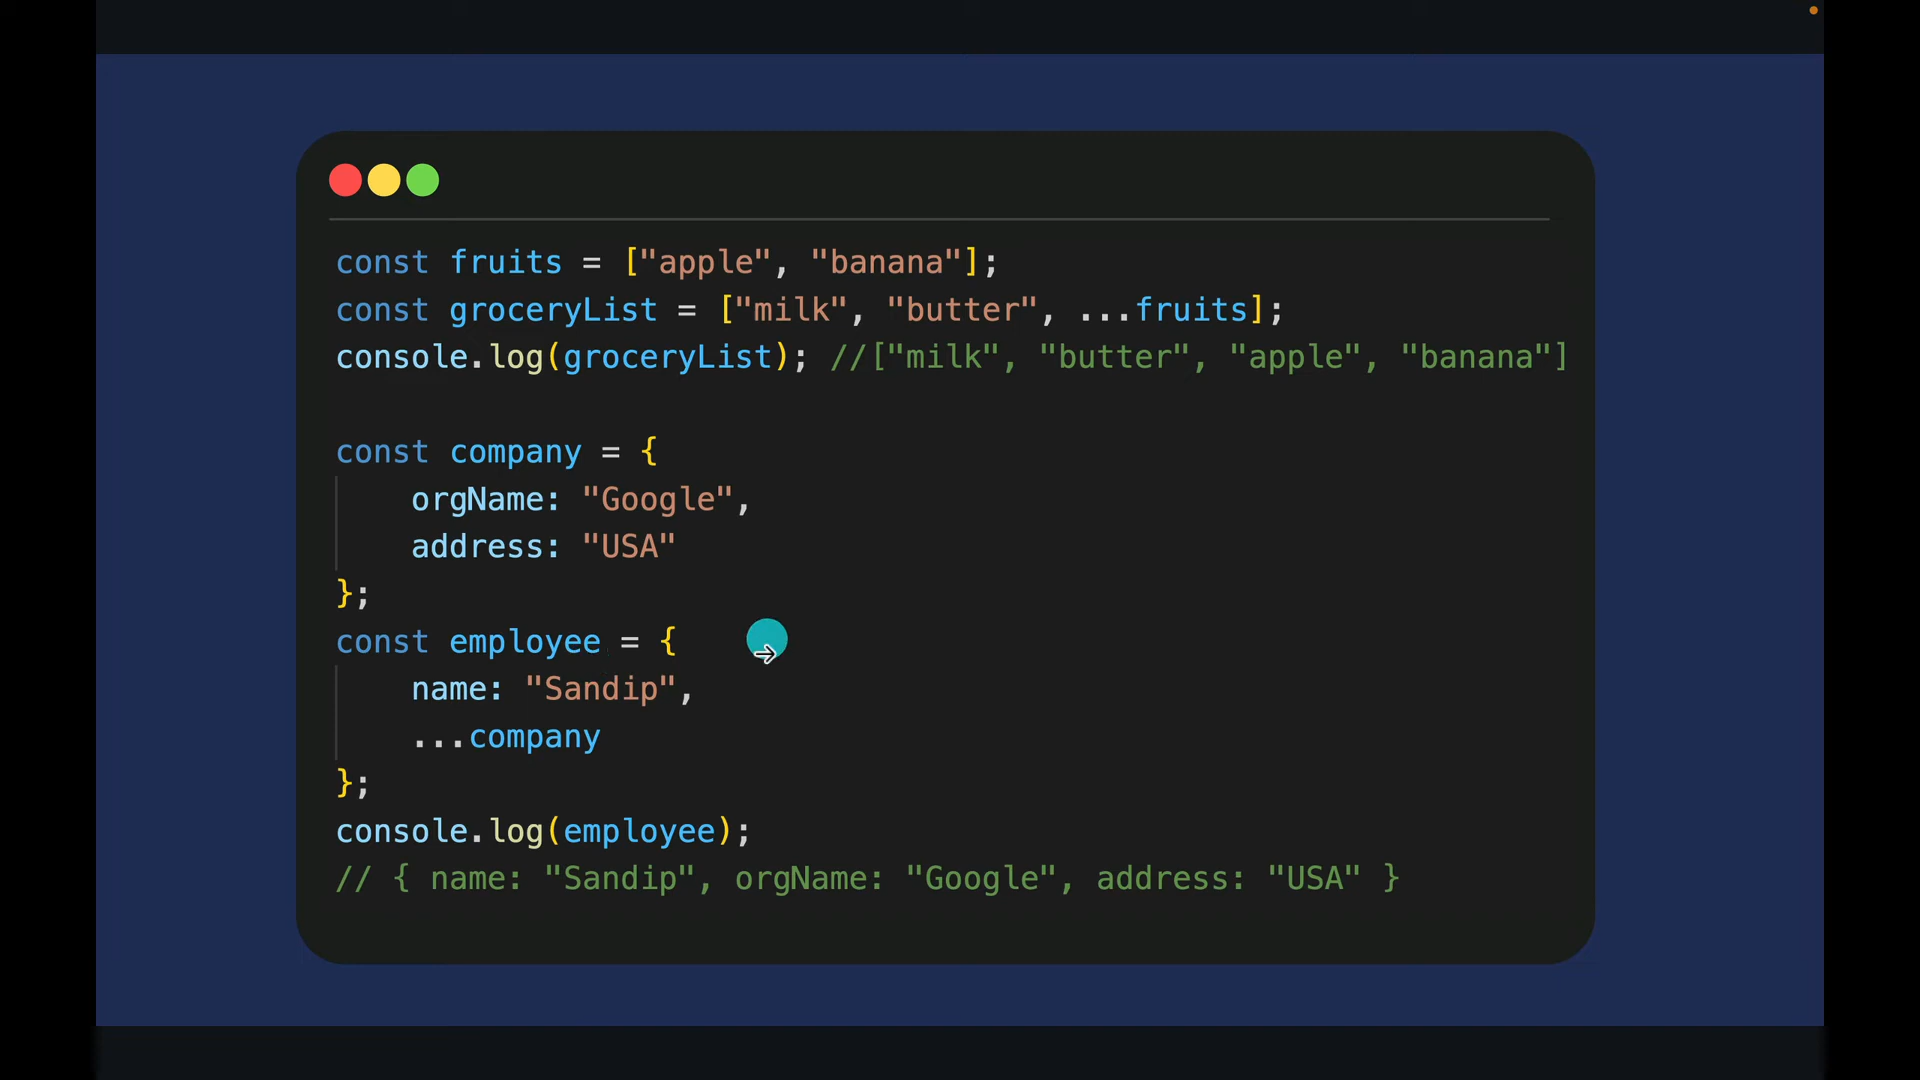 const fruits = ["apple", "banana"];
const groceryList = ["milk", "butter", ...fruits];
console.log(groceryList); //["milk", "butter", "apple", "banana"]
const company = {
    orgName: "Google",
    address: "USA"
};
const employee = {
    name: "Sandip",
    ...company
};
console.log(employee);
// { name: "Sandip", orgName: "Google", address: "USA" }